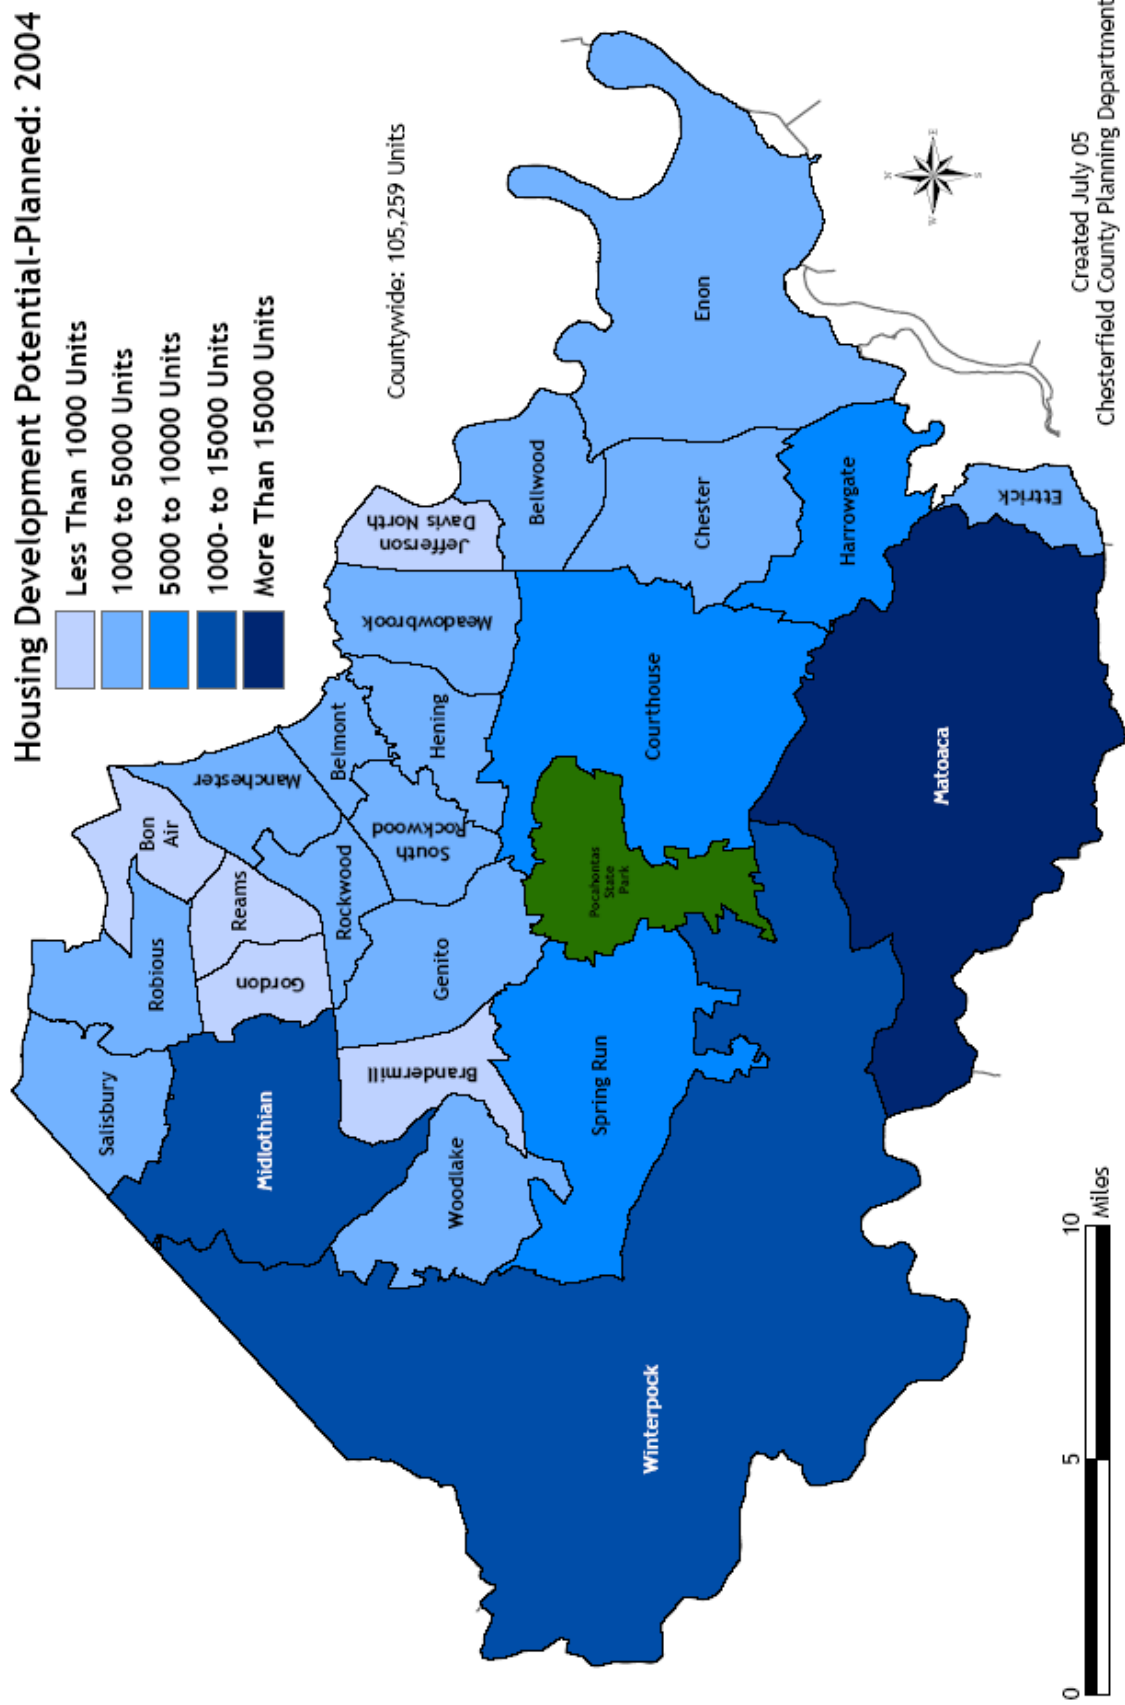 Housing Development Potential-Planned: 2004
Less Than 1000 Units
1000 to 5000 Units
5000 to 10000 Units
1000- to 15000 Units
More Than 15000 Units
Countywide: 105,259 Units
Salisbury
Robious
Bon
Air
Manchester
Reams
Gordon
Midlothian
Rockwood
Belmont
South
Rockwood
Hening
Meadowbrook
Jefferson
Davis North
Bellwood
Brandermill
Genito
Woodlake
Spring Run
Pocahontas
State
Park
Courthouse
Chester
Enon
Harrowgate
Ettrick
Matoaca
Winterpock
N
E
S
W
0
5
10
Miles
Created July 05
Chesterfield County Planning Department